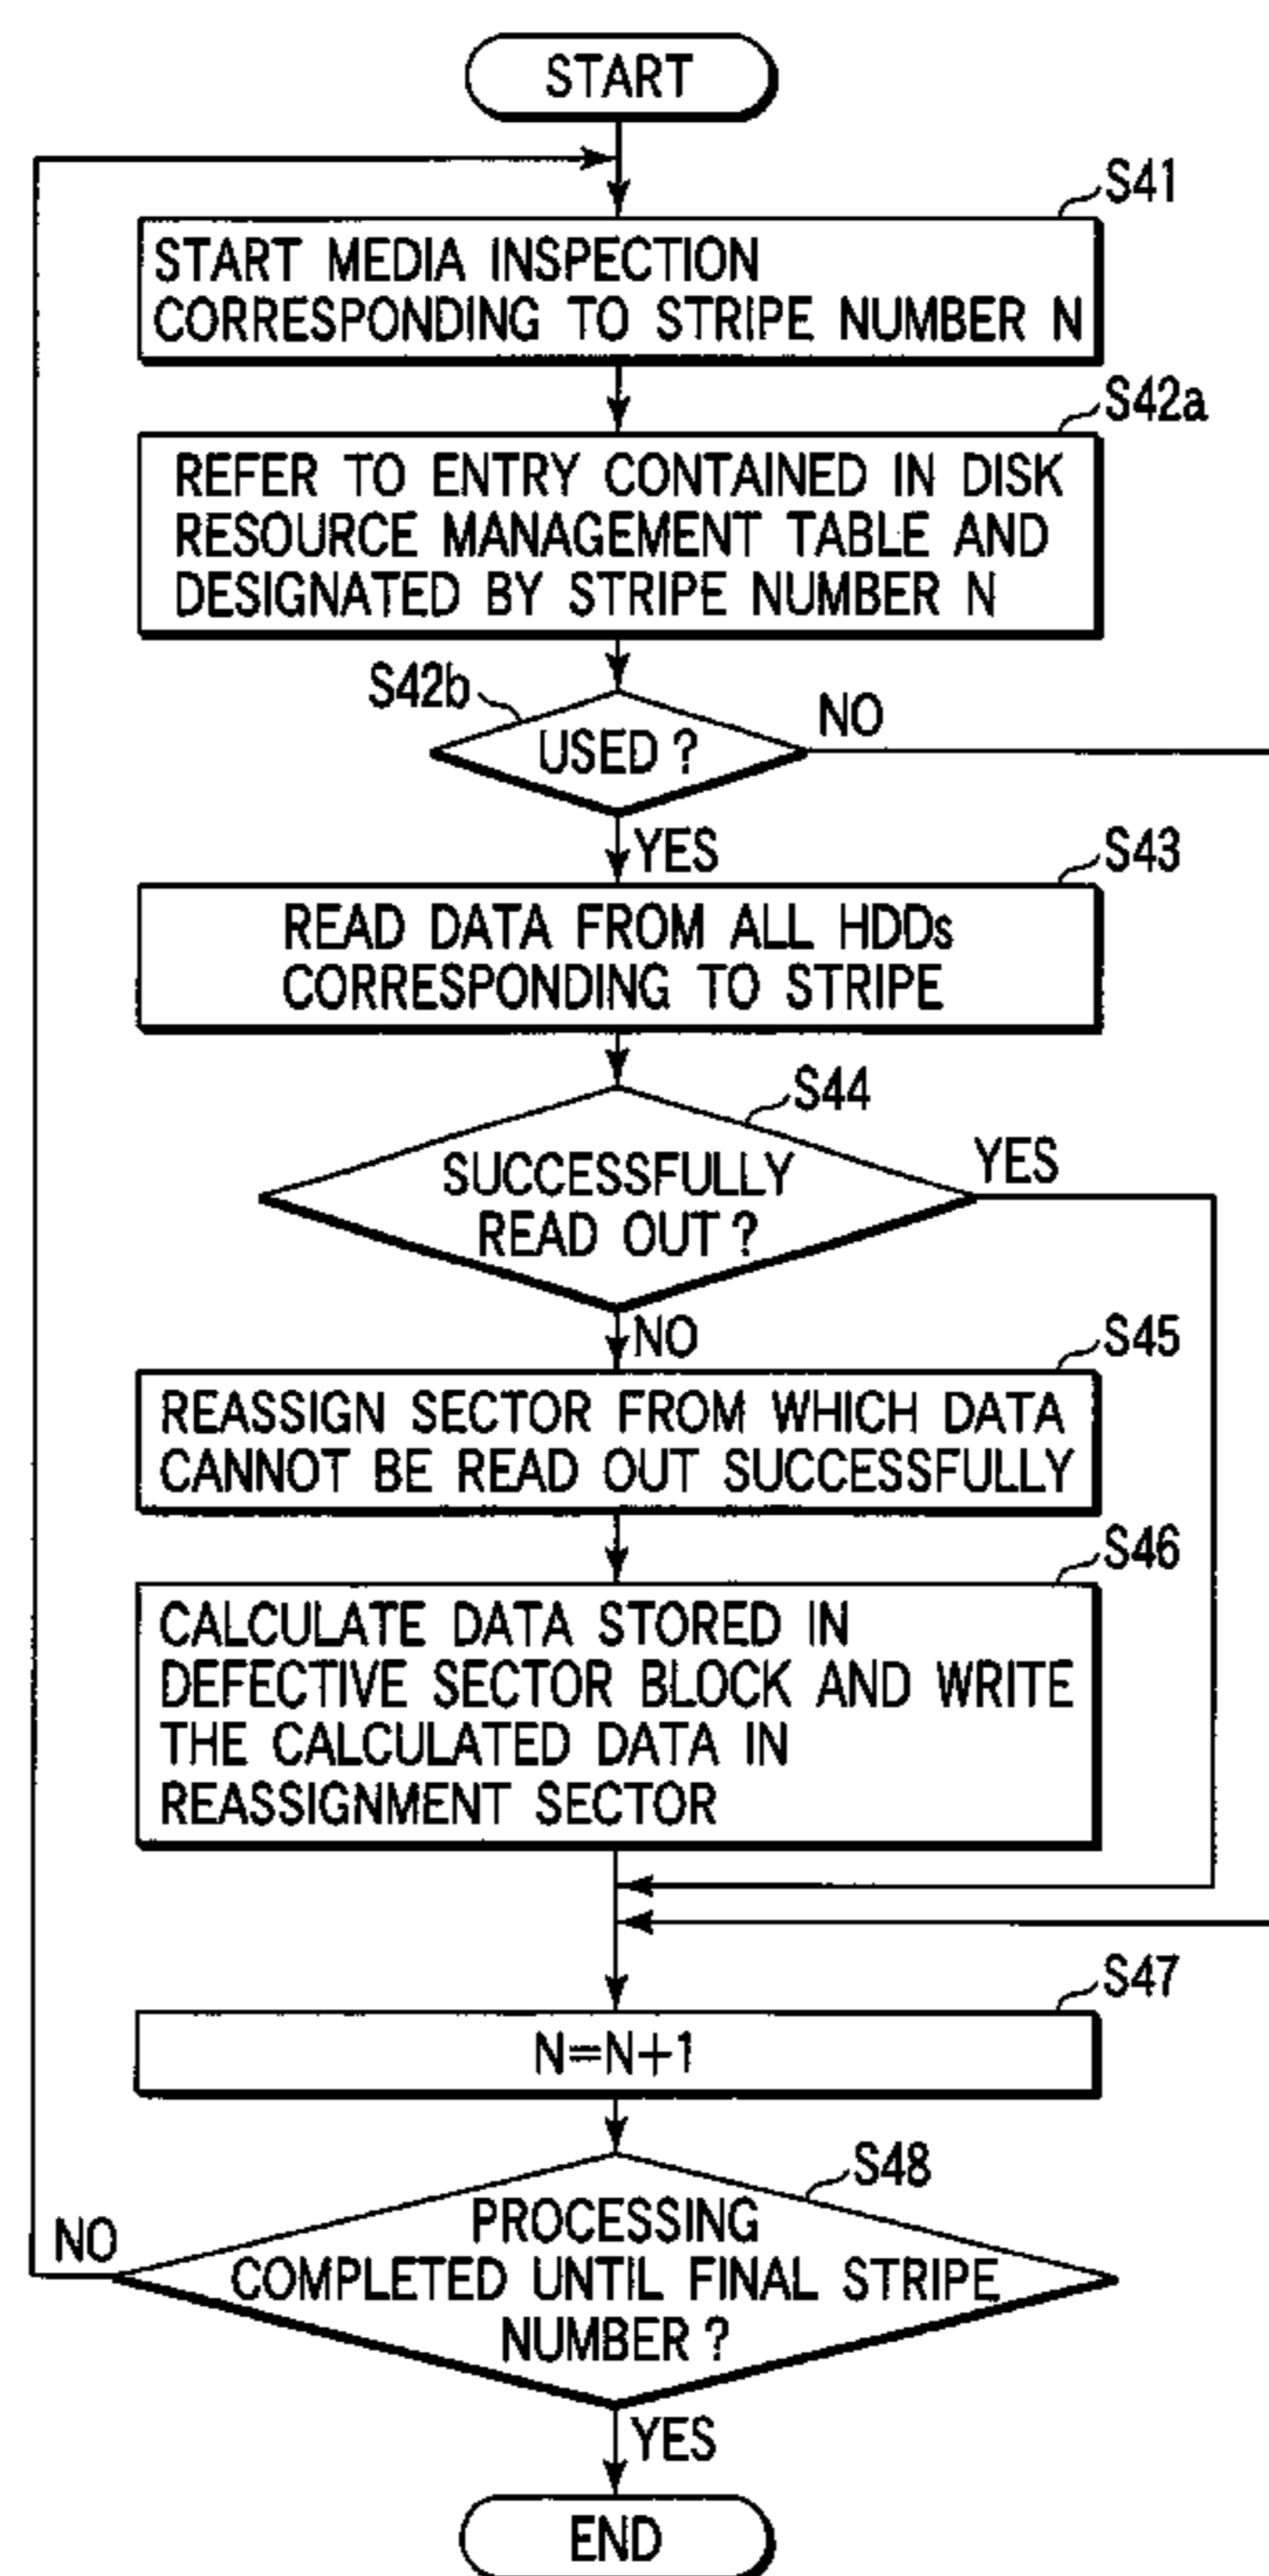 START
S41
START MEDIA INSPECTION
CORRESPONDING TO STRIPE NUMBER N
S42a
REFER TO ENTRY CONTAINED IN DISK
RESOURCE MANAGEMENT TABLE AND
DESIGNATED BY STRIPE NUMBER N
S42b
USED ?
NO
YES
S43
READ DATA FROM ALL HDDs
CORRESPONDING TO STRIPE
S44
SUCCESSFULLY
READ OUT ?
YES
NO
S45
REASSIGN SECTOR FROM WHICH DATA
CANNOT BE READ OUT SUCCESSFULLY
S46
CALCULATE DATA STORED IN
DEFECTIVE SECTOR BLOCK AND WRITE
THE CALCULATED DATA IN
REASSIGNMENT SECTOR
S47
N=N+1
S48
PROCESSING
COMPLETED UNTIL FINAL STRIPE
NUMBER ?
NO
YES
END